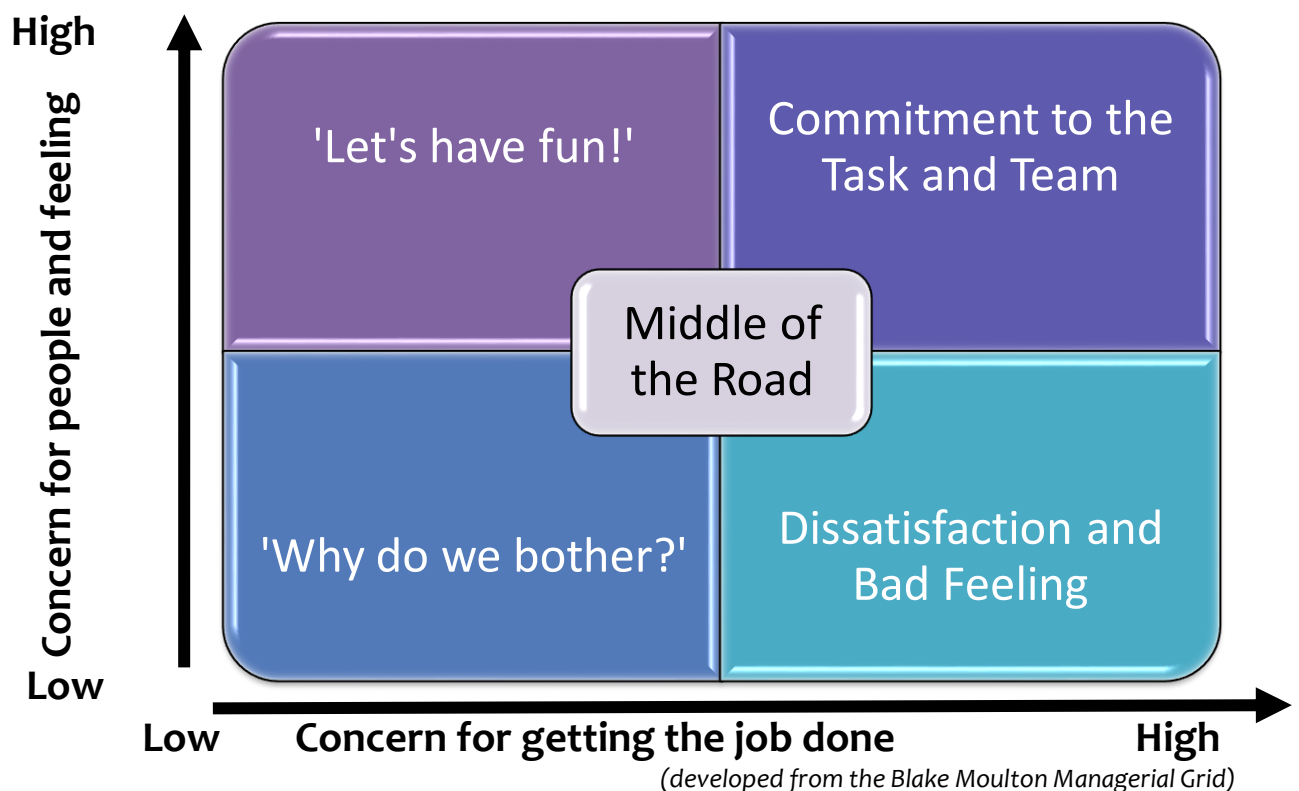 High
Concern for people and feeling
Low
'Let's have fun!'
Commitment to the
Task and Team
Middle of
the Road
'Why do we bother?'
Dissatisfaction and
Bad Feeling
Low
Concern for getting the job done
High
(developed from the Blake Moulton Managerial Grid)